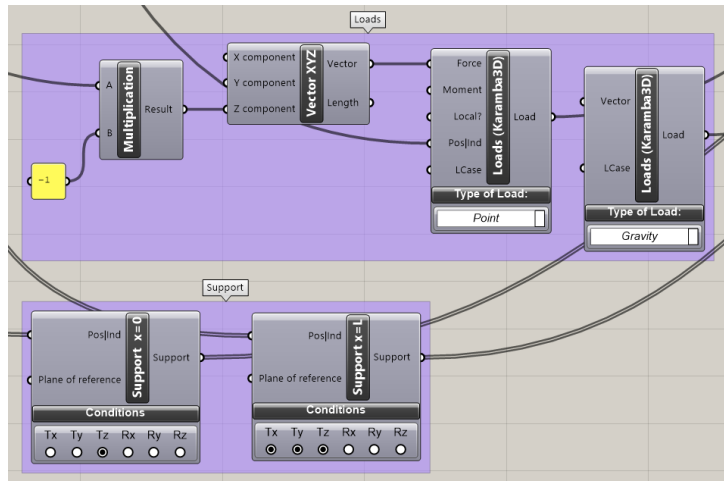 Loads
Multiplication
A
B
Result
-1
Vector XYZ
X component
Y component
Z component
Vector
Length
Loads (Karamba3D)
Force
Moment
Local?
Pos|Ind
LCase
Load
Type of Load:
Point
Loads (Karamba3D)
Vector
LCase
Load
Type of Load:
Gravity
Support
Support x=0
Pos|Ind
Plane of reference
Support
Conditions
Tx Ty Tz Rx Ry Rz
Support x=L
Pos|Ind
Plane of reference
Support
Conditions
Tx Ty Tz Rx Ry Rz